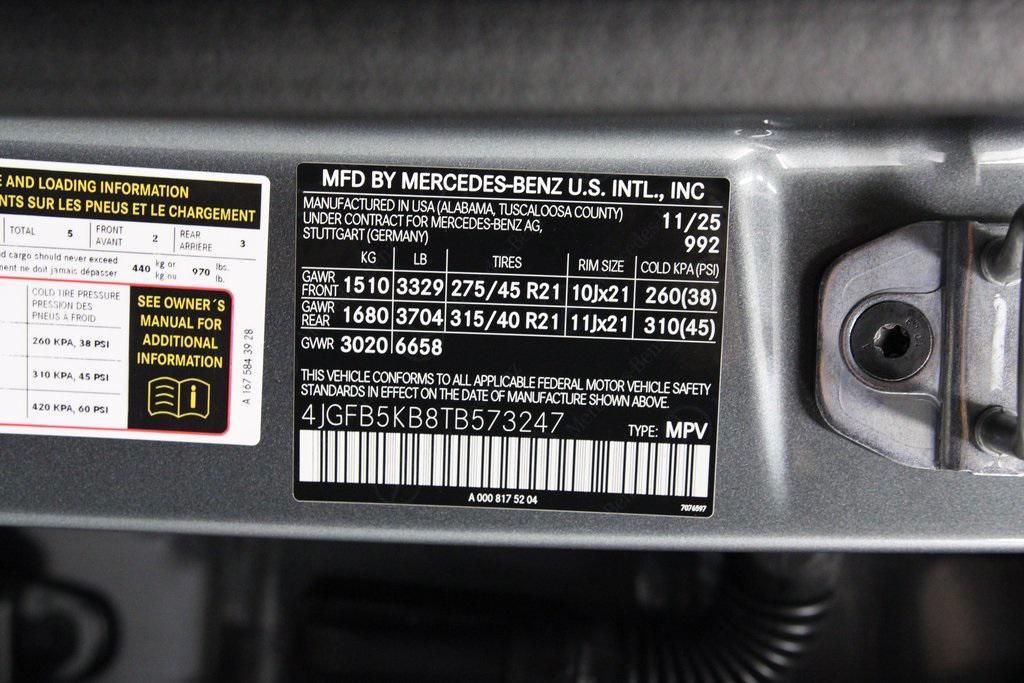 E AND LOADING INFORMATION
NTS SUR LES PNEUS ET LE CHARGEMENT
TOTAL 5 FRONT AVANT 2 REAR ARRIERE 3
d cargo should never exceed
ment ne doit jamais dépasser
440 kg or kg ou 970 lbs. lb.
COLD TIRE PRESSURE
PRESSION DES
PNEUS A FROID
260 KPA, 38 PSI
310 KPA, 45 PSI
420 KPA, 60 PSI
SEE OWNER´S
MANUAL FOR
ADDITIONAL
INFORMATION
A 167 584 39 28
MFD BY MERCEDES-BENZ U.S. INTL., INC
MANUFACTURED IN USA (ALABAMA, TUSCALOOSA COUNTY)
UNDER CONTRACT FOR MERCEDES-BENZ AG,
STUTTGART (GERMANY)
11/25
992
KG LB TIRES RIM SIZE COLD KPA (PSI)
GAWR FRONT 1510 3329 275/45 R21 10Jx21 260(38)
GAWR REAR 1680 3704 315/40 R21 11Jx21 310(45)
GVWR 3020 6658
THIS VEHICLE CONFORMS TO ALL APPLICABLE FEDERAL MOTOR VEHICLE SAFETY
STANDARDS IN EFFECT ON THE DATE OF MANUFACTURE SHOWN ABOVE.
4JGFB5KB8TB573247 TYPE: MPV
A 000 817 52 04
7076597